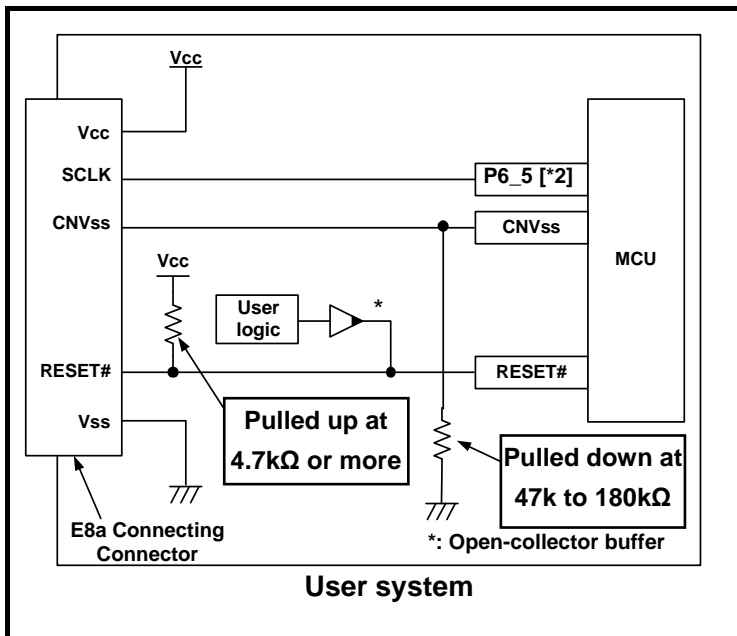 Vcc
Vcc
SCLK
P6_5 [*2]
CNVss
CNVss
MCU
Vcc
User
logic
*
RESET#
RESET#
Vss
Pulled up at
4.7kΩ or more
Pulled down at
47k to 180kΩ
E8a Connecting
Connector
*: Open-collector buffer
User system